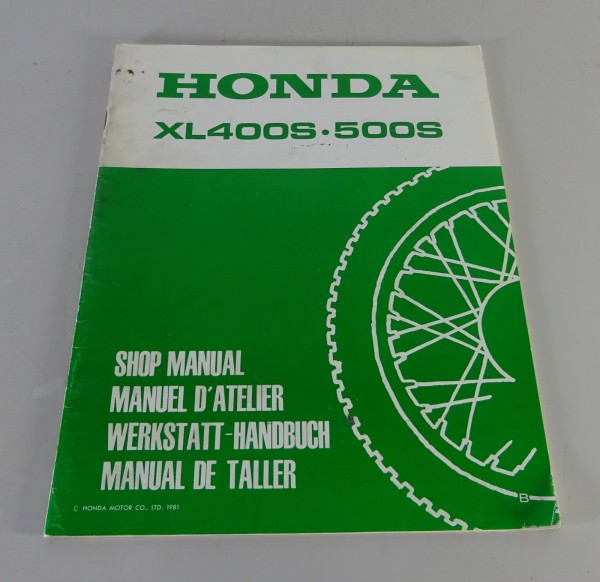 HONDA
XL400S·500S
SHOP MANUAL
MANUEL D'ATELIER
WERKSTATT-HANDBUCH
MANUAL DE TALLER
C HONDA MOTOR CO., LTD. 1981
B